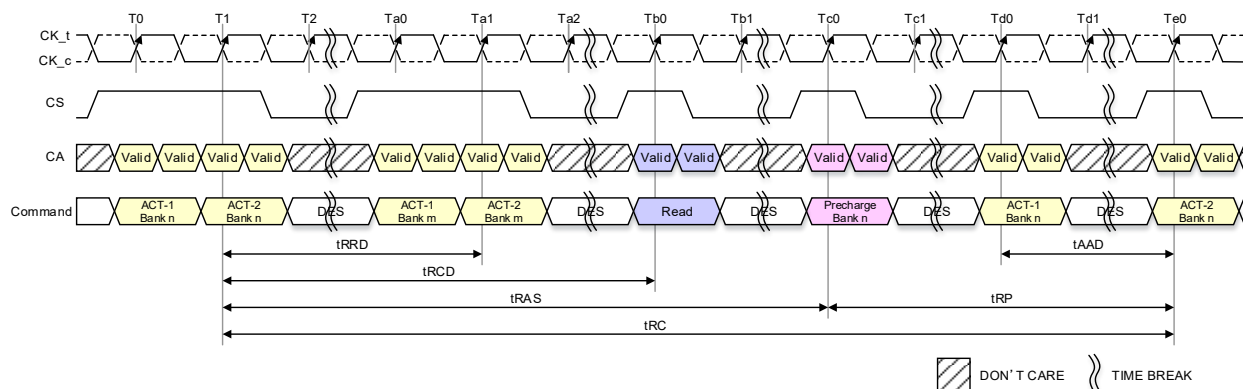 T0 T1 T2 Ta0 Ta1 Ta2 Tb0 Tb1 Tc0 Tc1 Td0 Td1 Te0
CK_t
CK_c
CS
CA Valid Valid Valid Valid Valid Valid Valid Valid Valid Valid Valid Valid Valid Valid Valid Valid
Command ACT-1 Bank n ACT-2 Bank n DES ACT-1 Bank m ACT-2 Bank m DES Read DES Precharge Bank n DES ACT-1 Bank n DES ACT-2 Bank n
tRRD tAAD
tRCD
tRAS tRP
tRC
DON'T CARE TIME BREAK